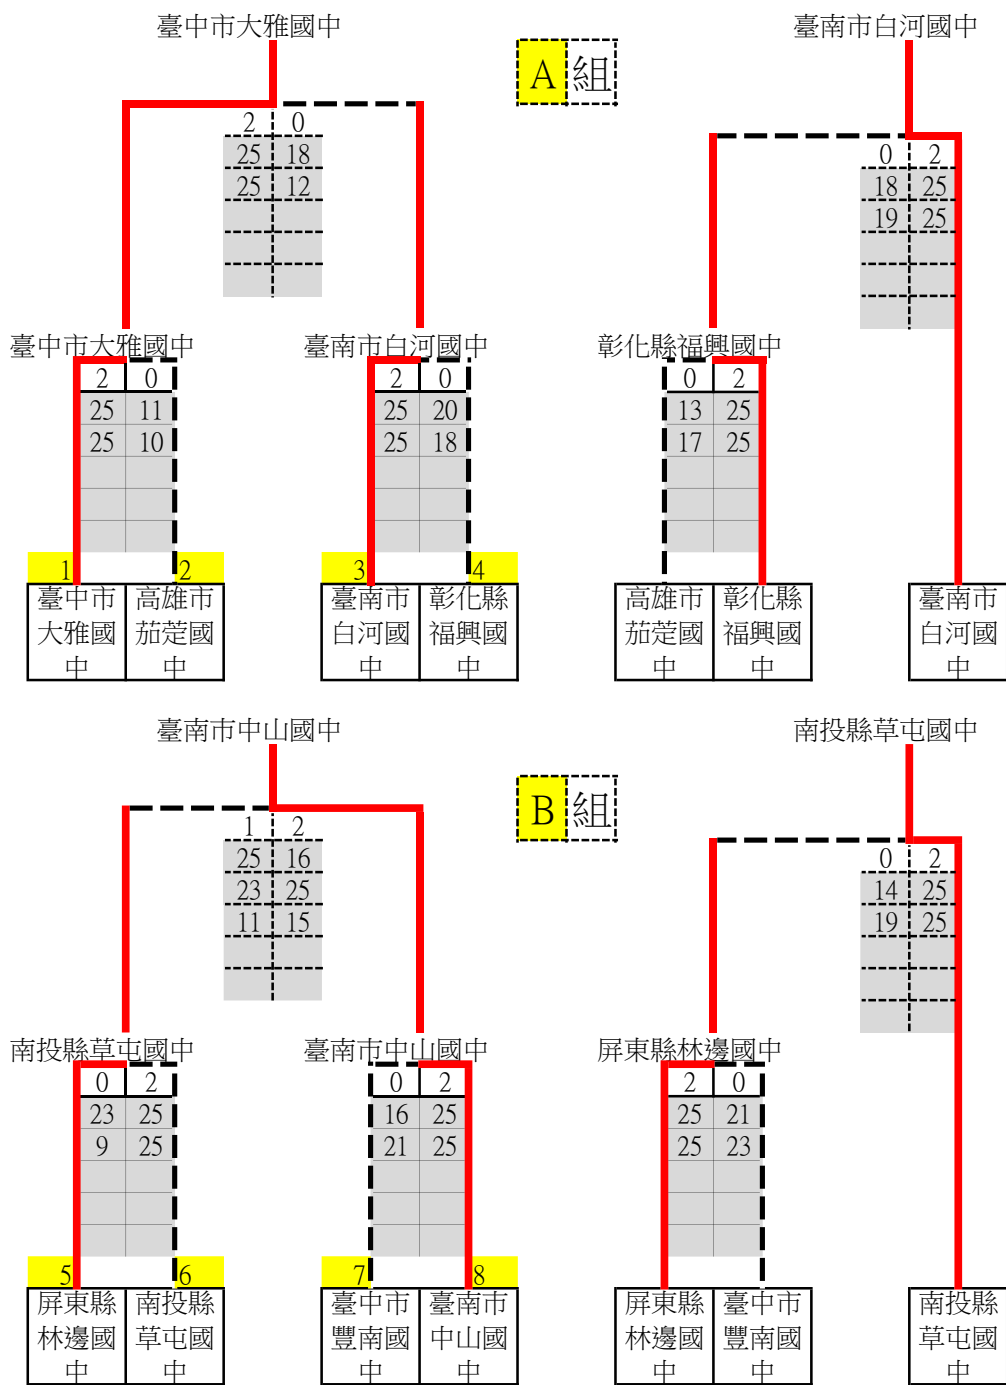 臺中市大雅國中
臺南市白河國中
A 組
2 0
25 18
25 12
0 2
18 25
19 25
臺中市大雅國中
臺南市白河國中
彰化縣福興國中
2 0
25 11
25 10
2 0
25 20
25 18
0 2
13 25
17 25
1 2
3 4
臺中市
大雅國
中
高雄市
茄萣國
中
臺南市
白河國
中
彰化縣
福興國
中
高雄市
茄萣國
中
彰化縣
福興國
中
臺南市
白河國
中
臺南市中山國中
南投縣草屯國中
B 組
1 2
25 16
23 25
11 15
0 2
14 25
19 25
南投縣草屯國中
臺南市中山國中
屏東縣林邊國中
0 2
23 25
9 25
0 2
16 25
21 25
2 0
25 21
25 23
5 6
7 8
屏東縣
林邊國
中
南投縣
草屯國
中
臺中市
豐南國
中
臺南市
中山國
中
屏東縣
林邊國
中
臺中市
豐南國
中
南投縣
草屯國
中